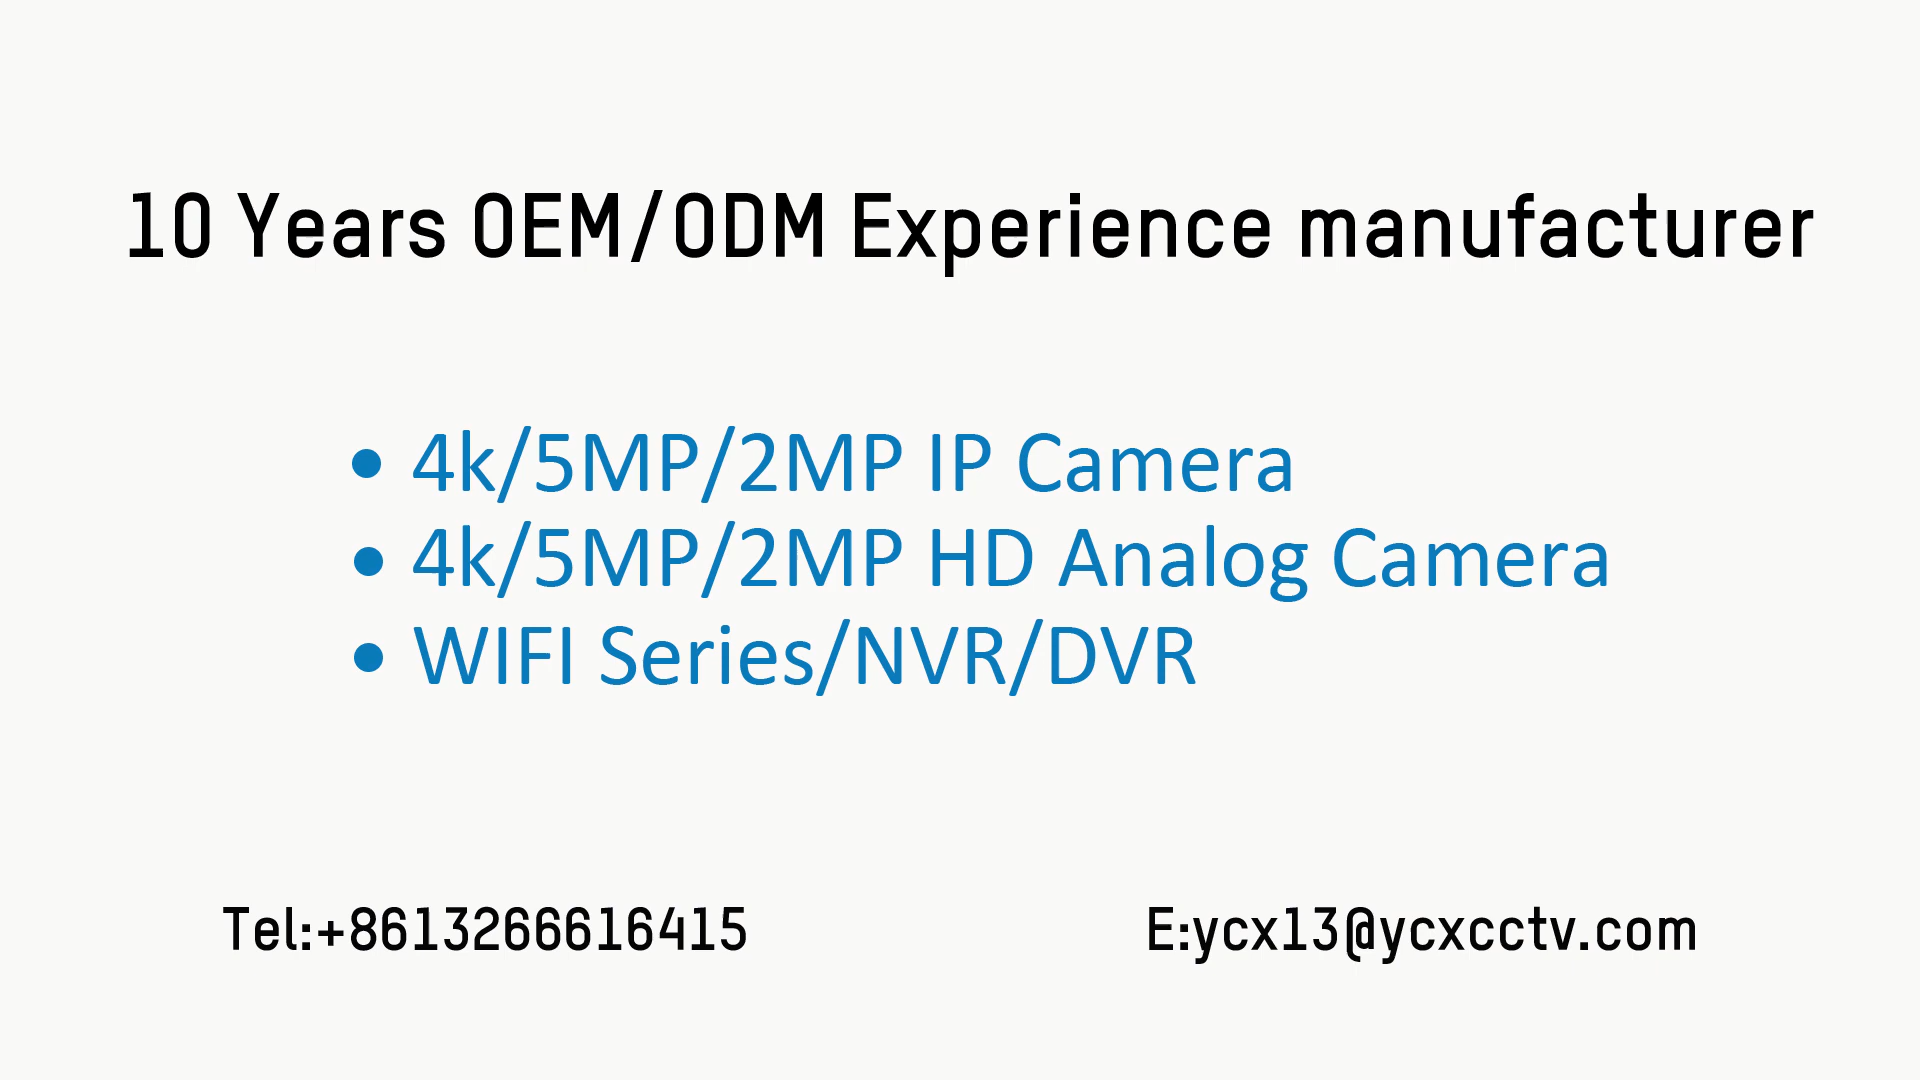 10 Years OEM/ODM Experience manufacturer
• 4k/5MP/2MP IP Camera
• 4k/5MP/2MP HD Analog Camera
• WIFI Series/NVR/DVR
Tel:+8613266616415
E:ycx13@ycxcctv.com